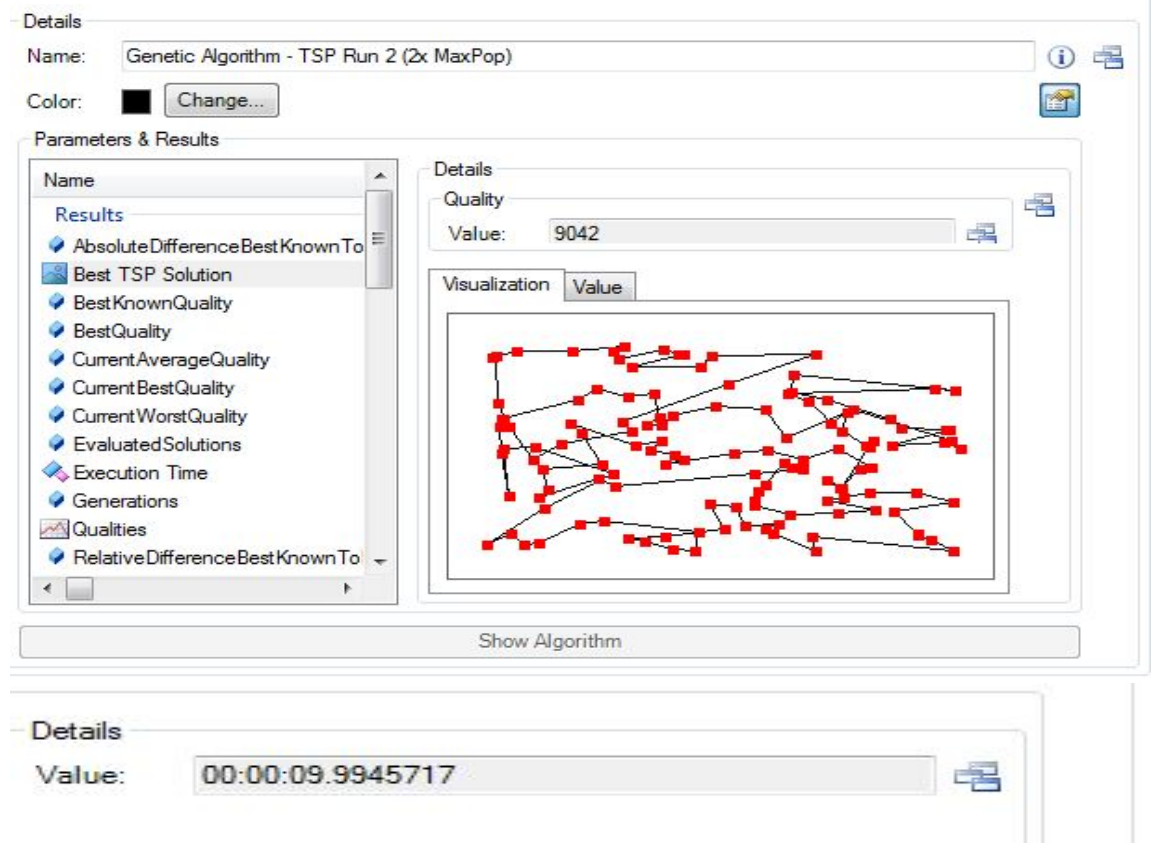 Details
Name: Genetic Algorithm - TSP Run 2 (2x MaxPop)
Color: Change...
Parameters & Results
Name
Results
AbsoluteDifferenceBestKnownTo
Best TSP Solution
BestKnownQuality
BestQuality
CurrentAverageQuality
CurrentBestQuality
CurrentWorstQuality
EvaluatedSolutions
Execution Time
Generations
Qualities
RelativeDifferenceBestKnownTo
Details
Quality
Value: 9042
Visualization Value
Show Algorithm
Details
Value: 00:00:09.9945717